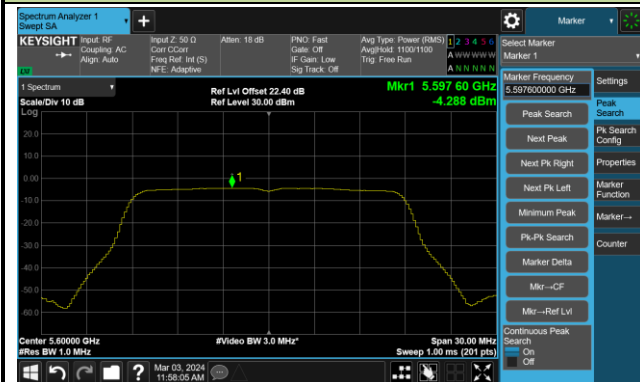 Spectrum Analyzer 1
Swept SA
KEYSIGHT
Input: RF
Coupling: AC
Align: Auto
Input Z: 50 Ω
Corr CCorr
Freq Ref: Int (S)
NFE: Adaptive
Atten: 18 dB
PNO: Fast
Gate: Off
IF Gain: Low
Sig Track: Off
Avg Type: Power (RMS)
Avg|Hold: 1100/1100
Trig: Free Run
1 2 3 4 5 6
A W W W W W
A N N N N N
1 Spectrum
Scale/Div 10 dB
Ref Lvl Offset 22.40 dB
Ref Level 30.00 dBm
Mkr1 5.597 60 GHz
-4.288 dBm
Log
20.0
10.0
0.00
-10.0
-20.0
-30.0
-40.0
-50.0
-60.0
1
Center 5.60000 GHz
#Res BW 1.0 MHz
#Video BW 3.0 MHz*
Span 30.00 MHz
Sweep 1.00 ms (201 pts)
Mar 03, 2024
11:58:05 AM
Marker
Select Marker
Marker 1
Marker Frequency
5.597600000 GHz
Peak Search
Next Peak
Next Pk Right
Next Pk Left
Minimum Peak
Pk-Pk Search
Marker Delta
Mkr→CF
Mkr→Ref Lvl
Continuous Peak
Search
On
Off
Settings
Peak
Search
Pk Search
Config
Properties
Marker
Function
Marker→
Counter